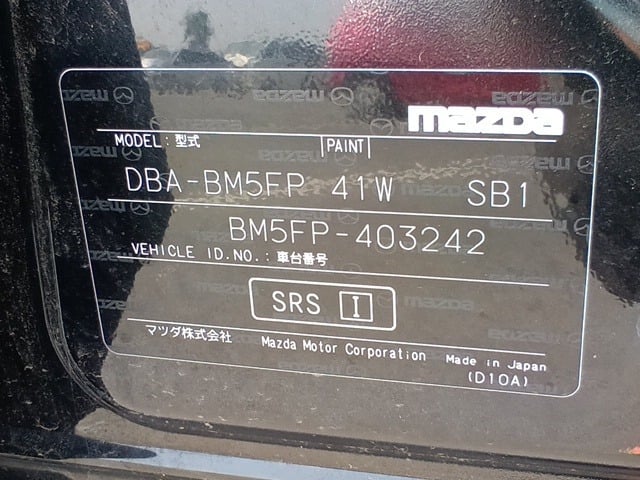 mazda
MODEL: 型式 PAINT
DBA-BM5FP 41W SB1
BM5FP-403242
VEHICLE ID.NO.: 車台番号
SRS I
マツダ株式会社 Mazda Motor Corporation Made in Japan
(D10A)